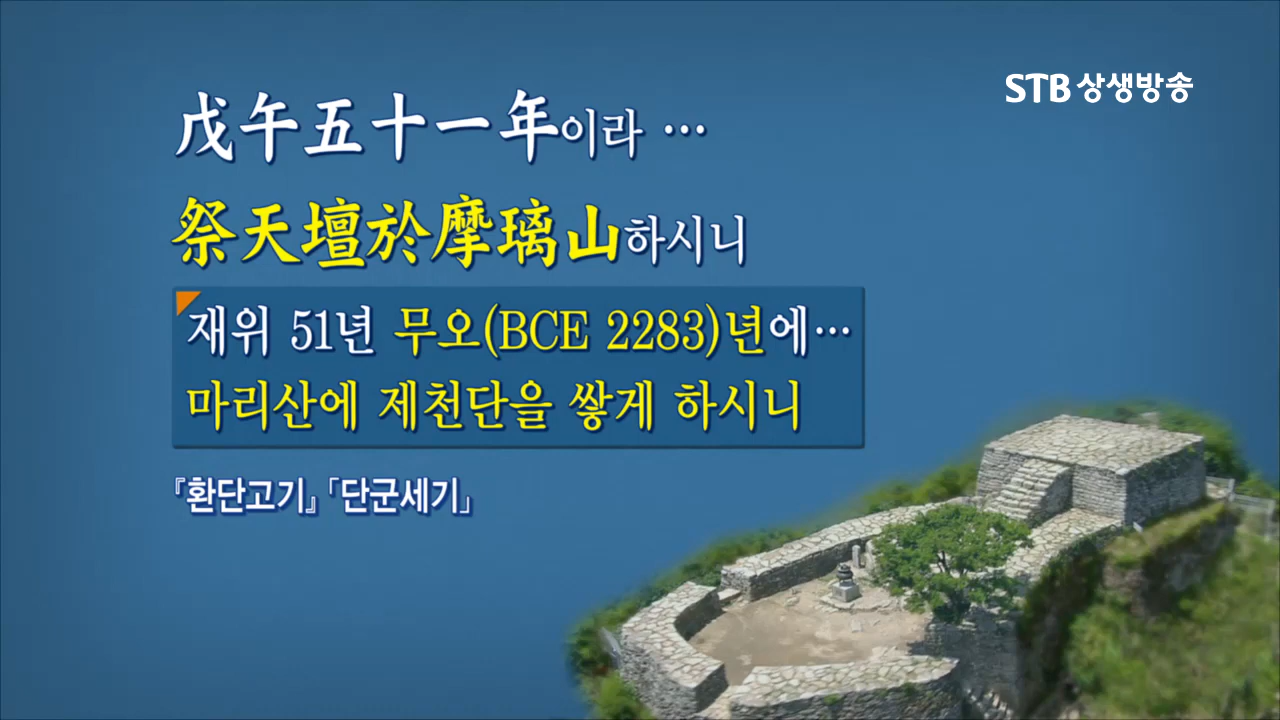 STB 상생방송
戊午五十一年이라 …
祭天壇於摩璃山하시니
재위 51년 무오(BCE 2283)년에…
마리산에 제천단을 쌓게 하시니
『환단고기』 「단군세기」